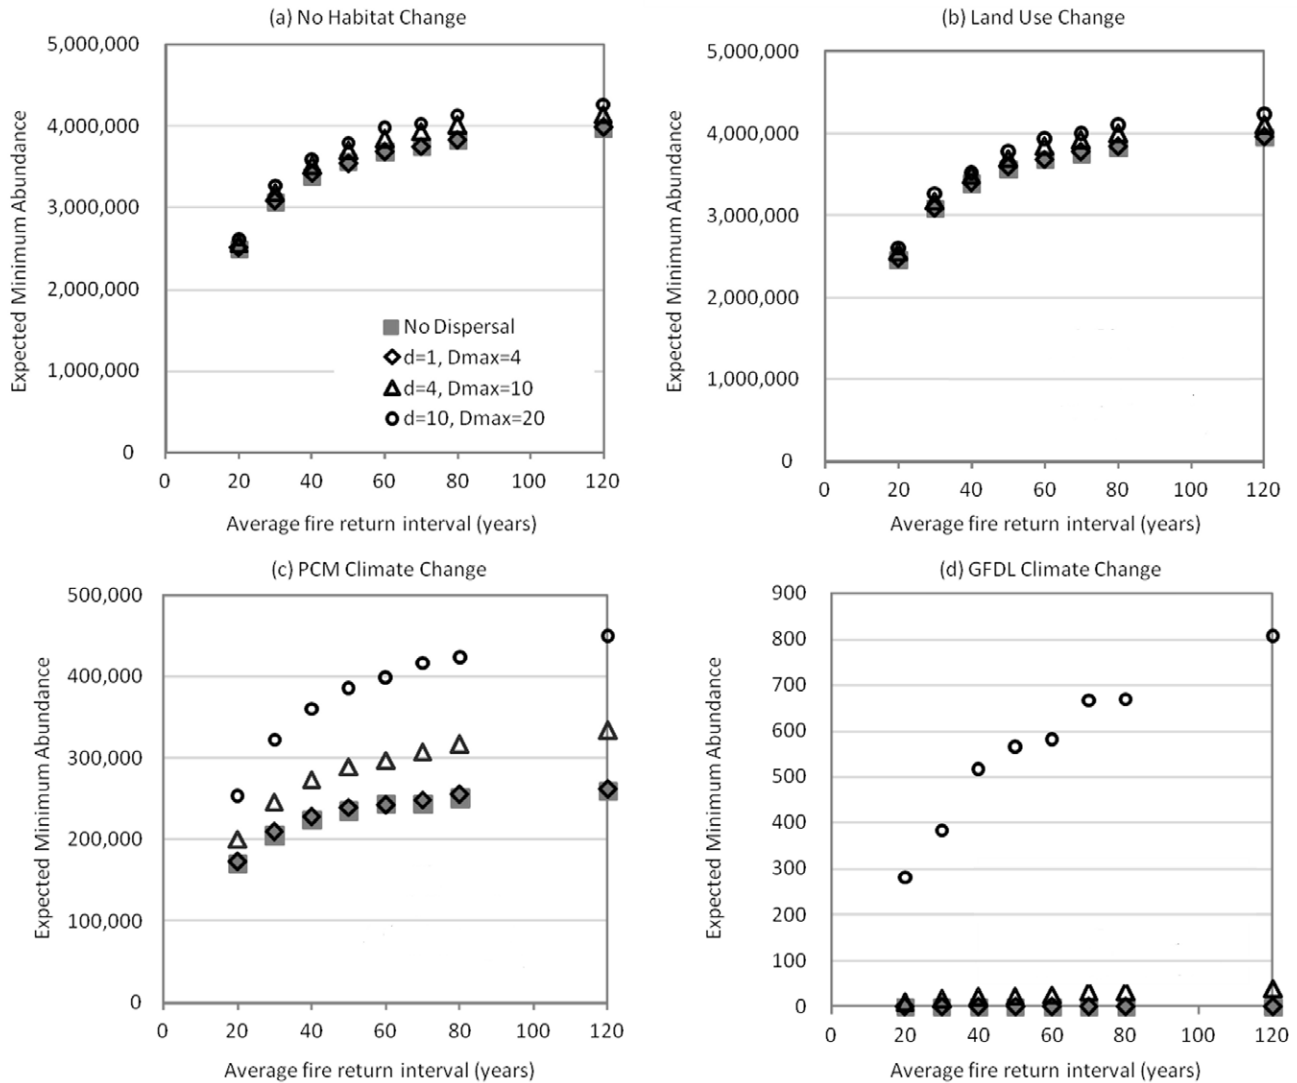 (a) No Habitat Change
5,000,000
4,000,000
3,000,000
2,000,000
1,000,000
0
Expected Minimum Abundance
No Dispersal
d=1, Dmax=4
d=4, Dmax=10
d=10, Dmax=20
0 20 40 60 80 100 120
Average fire return interval (years)
(b) Land Use Change
5,000,000
4,000,000
3,000,000
2,000,000
1,000,000
0
Expected Minimum Abundance
0 20 40 60 80 100 120
Average fire return interval (years)
(c) PCM Climate Change
500,000
400,000
300,000
200,000
100,000
0
Expected Minimum Abundance
0 20 40 60 80 100 120
Average fire return interval (years)
(d) GFDL Climate Change
900
800
700
600
500
400
300
200
100
0
Expected Minimum Abundance
0 20 40 60 80 100 120
Average fire return interval (years)